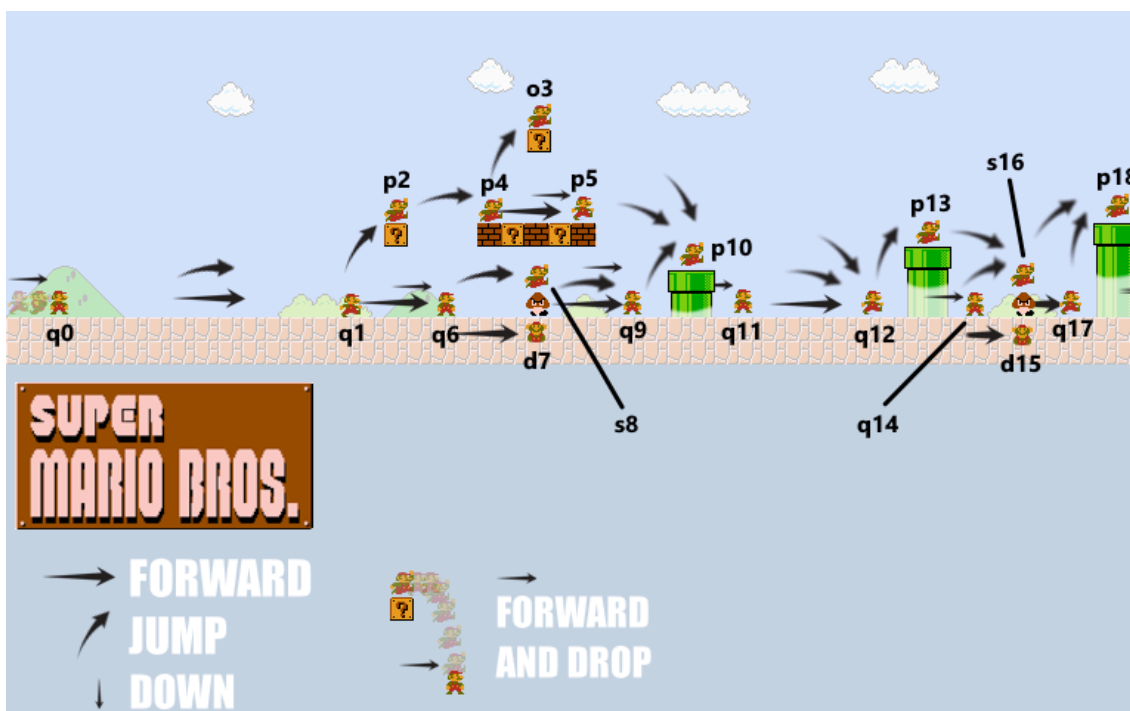 o3
s16
p2
p4
p5
p18
p13
p10
q0
q1
q6
q9
q11
q12
q17
d7
d15
s8
q14
SUPER
MARIO BROS.
FORWARD
JUMP
DOWN
FORWARD
AND DROP